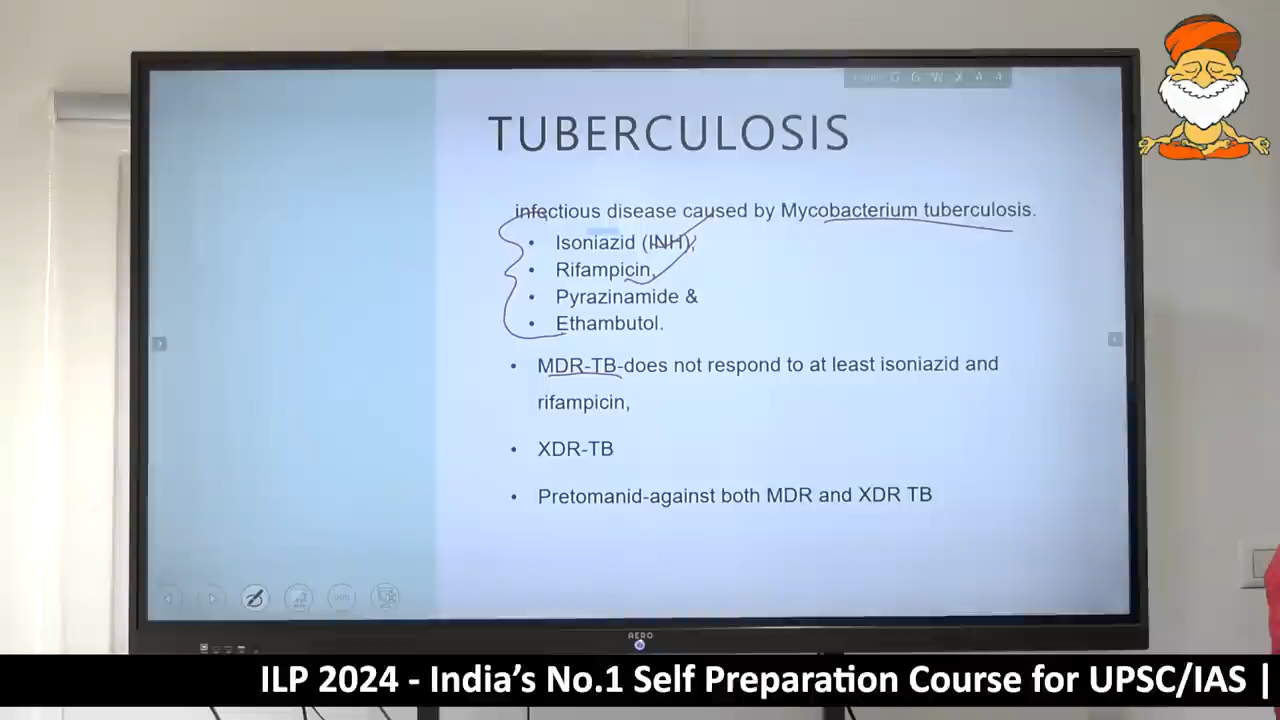 TUBERCULOSIS
infectious disease caused by Mycobacterium tuberculosis.
• Isoniazid (INH),
• Rifampicin,
• Pyrazinamide &
• Ethambutol.
• MDR-TB-does not respond to at least isoniazid and
rifampicin,
• XDR-TB
• Pretomanid-against both MDR and XDR TB
AERO
ILP 2024 - India’s No.1 Self Preparation Course for UPSC/IAS |